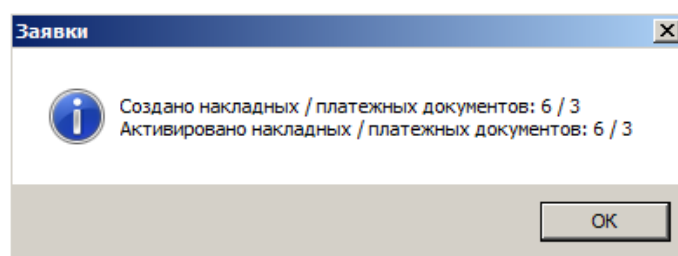 Заявки
Создано накладных / платежных документов: 6 / 3
Активировано накладных / платежных документов: 6 / 3
OK